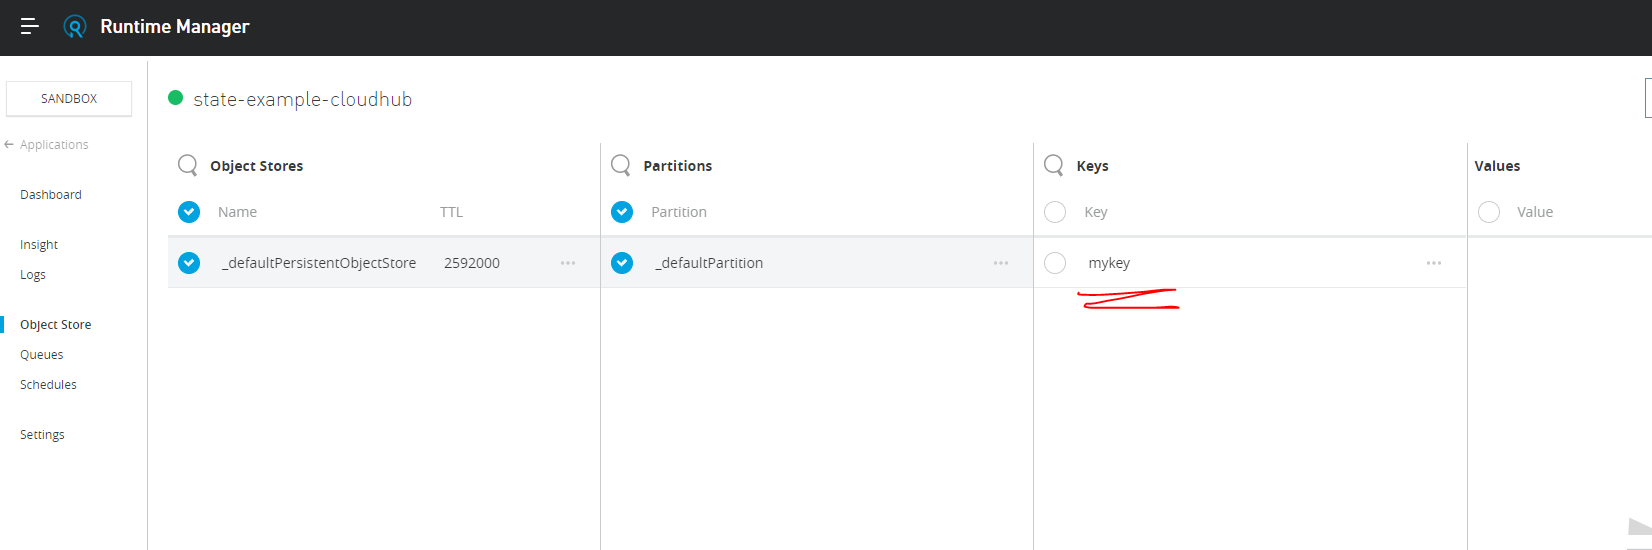 Runtime Manager
SANDBOX
Applications
Dashboard
Insight
Logs
Object Store
Queues
Schedules
Settings
state-example-cloudhub
Object Stores
Name TTL
_defaultPersistentObjectStore 2592000
Partitions
Partition
_defaultPartition
Keys
Key
mykey
Values
Value